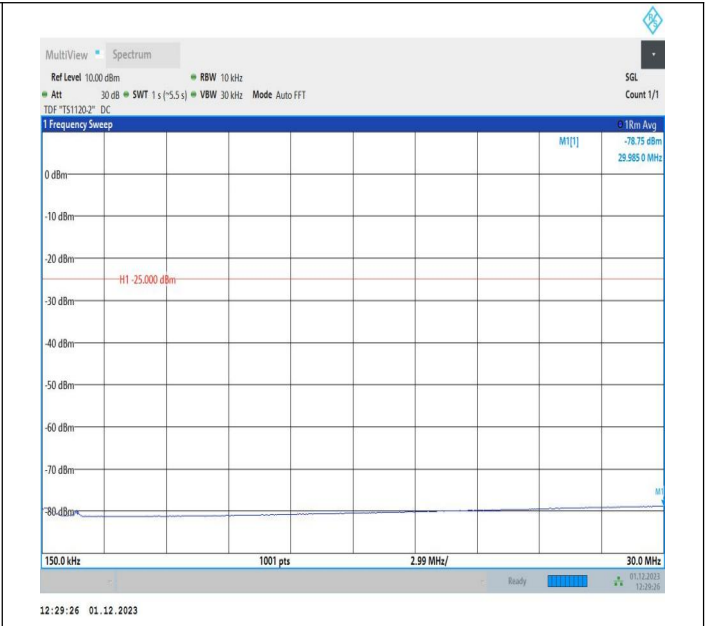 MultiView Spectrum
Ref Level 10.00 dBm RBW 10 kHz SGL
Att 30 dB SWT 1 s (~5.5 s) VBW 30 kHz Mode Auto FFT Count 1/1
TDF "TS1120-2" DC
1 Frequency Sweep 1Rm Avg
M1[1] -78.75 dBm
29.985 0 MHz
0 dBm
-10 dBm
-20 dBm
H1 -25.000 dBm
-30 dBm
-40 dBm
-50 dBm
-60 dBm
-70 dBm
M1
-80 dBm
150.0 kHz 1001 pts 2.99 MHz/ 30.0 MHz
Ready 01.12.2023
12:29:26
12:29:26 01.12.2023